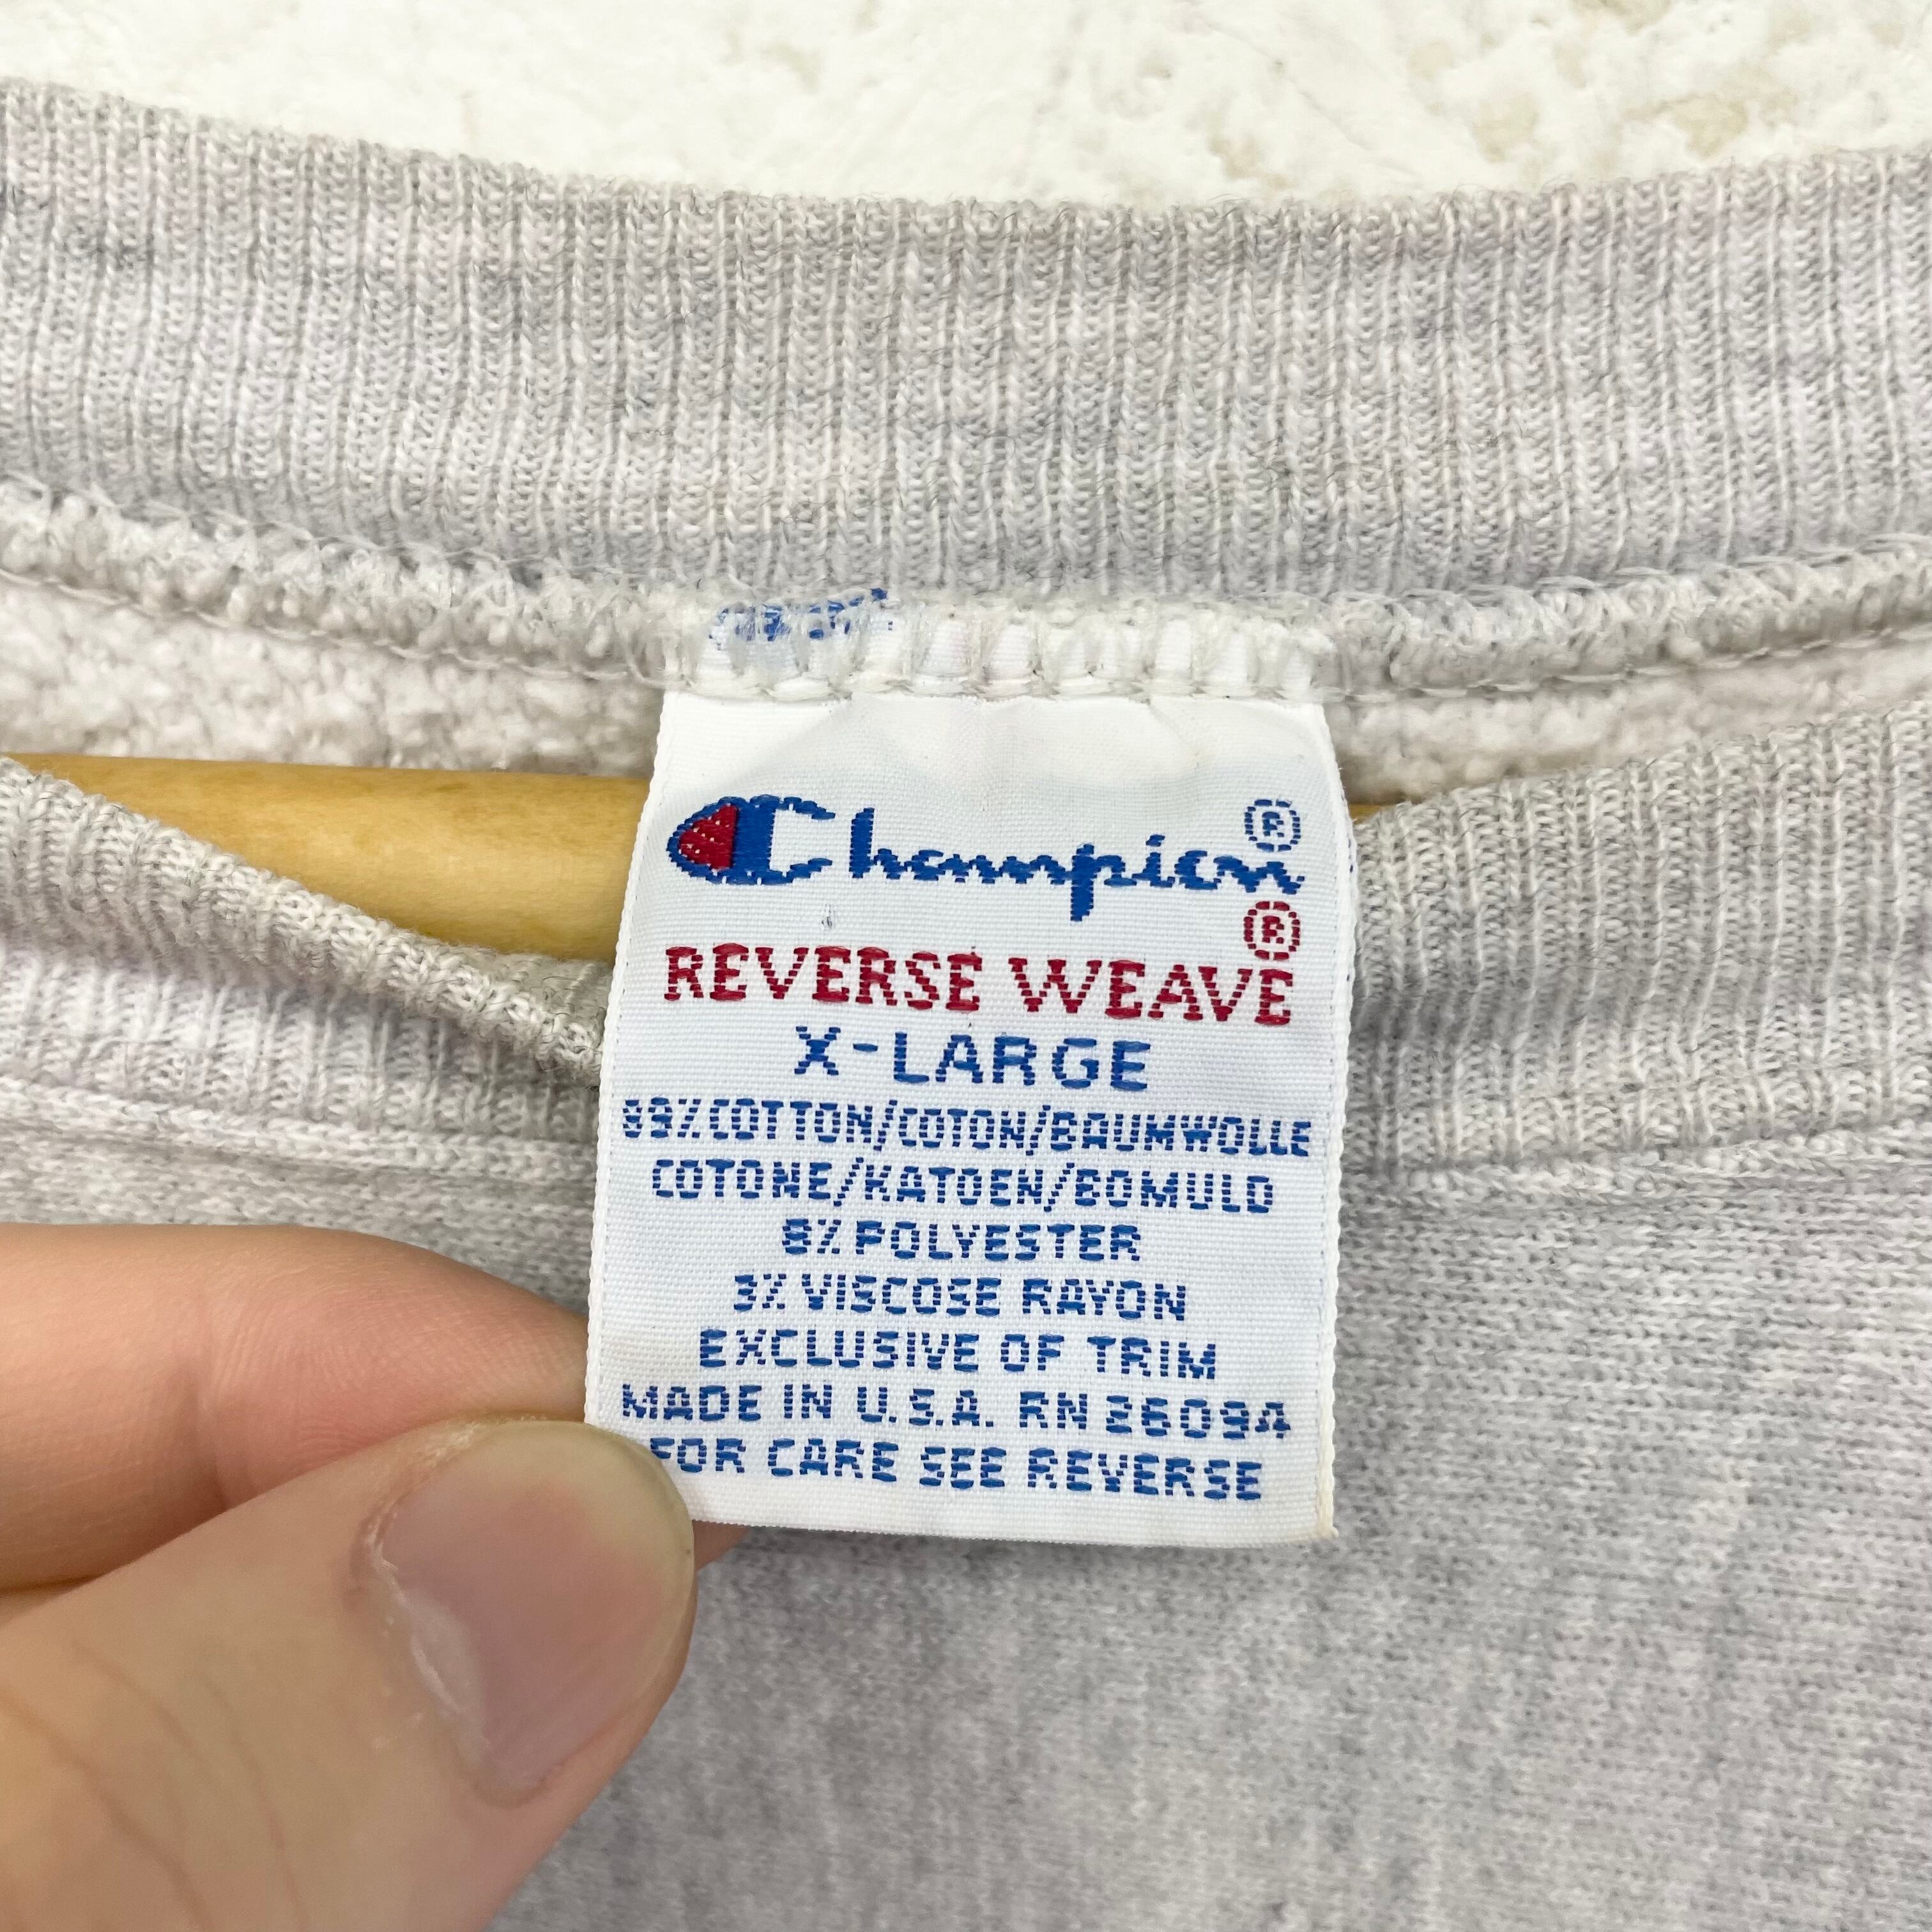 Champion ®
REVERSE WEAVE ®
X-LARGE
89% COTTON/COTON/BAUMWOLLE
COTONE/KATOEN/BOMULD
8% POLYESTER
3% VISCOSE RAYON
EXCLUSIVE OF TRIM
MADE IN U.S.A. RN 26094
FOR CARE SEE REVERSE